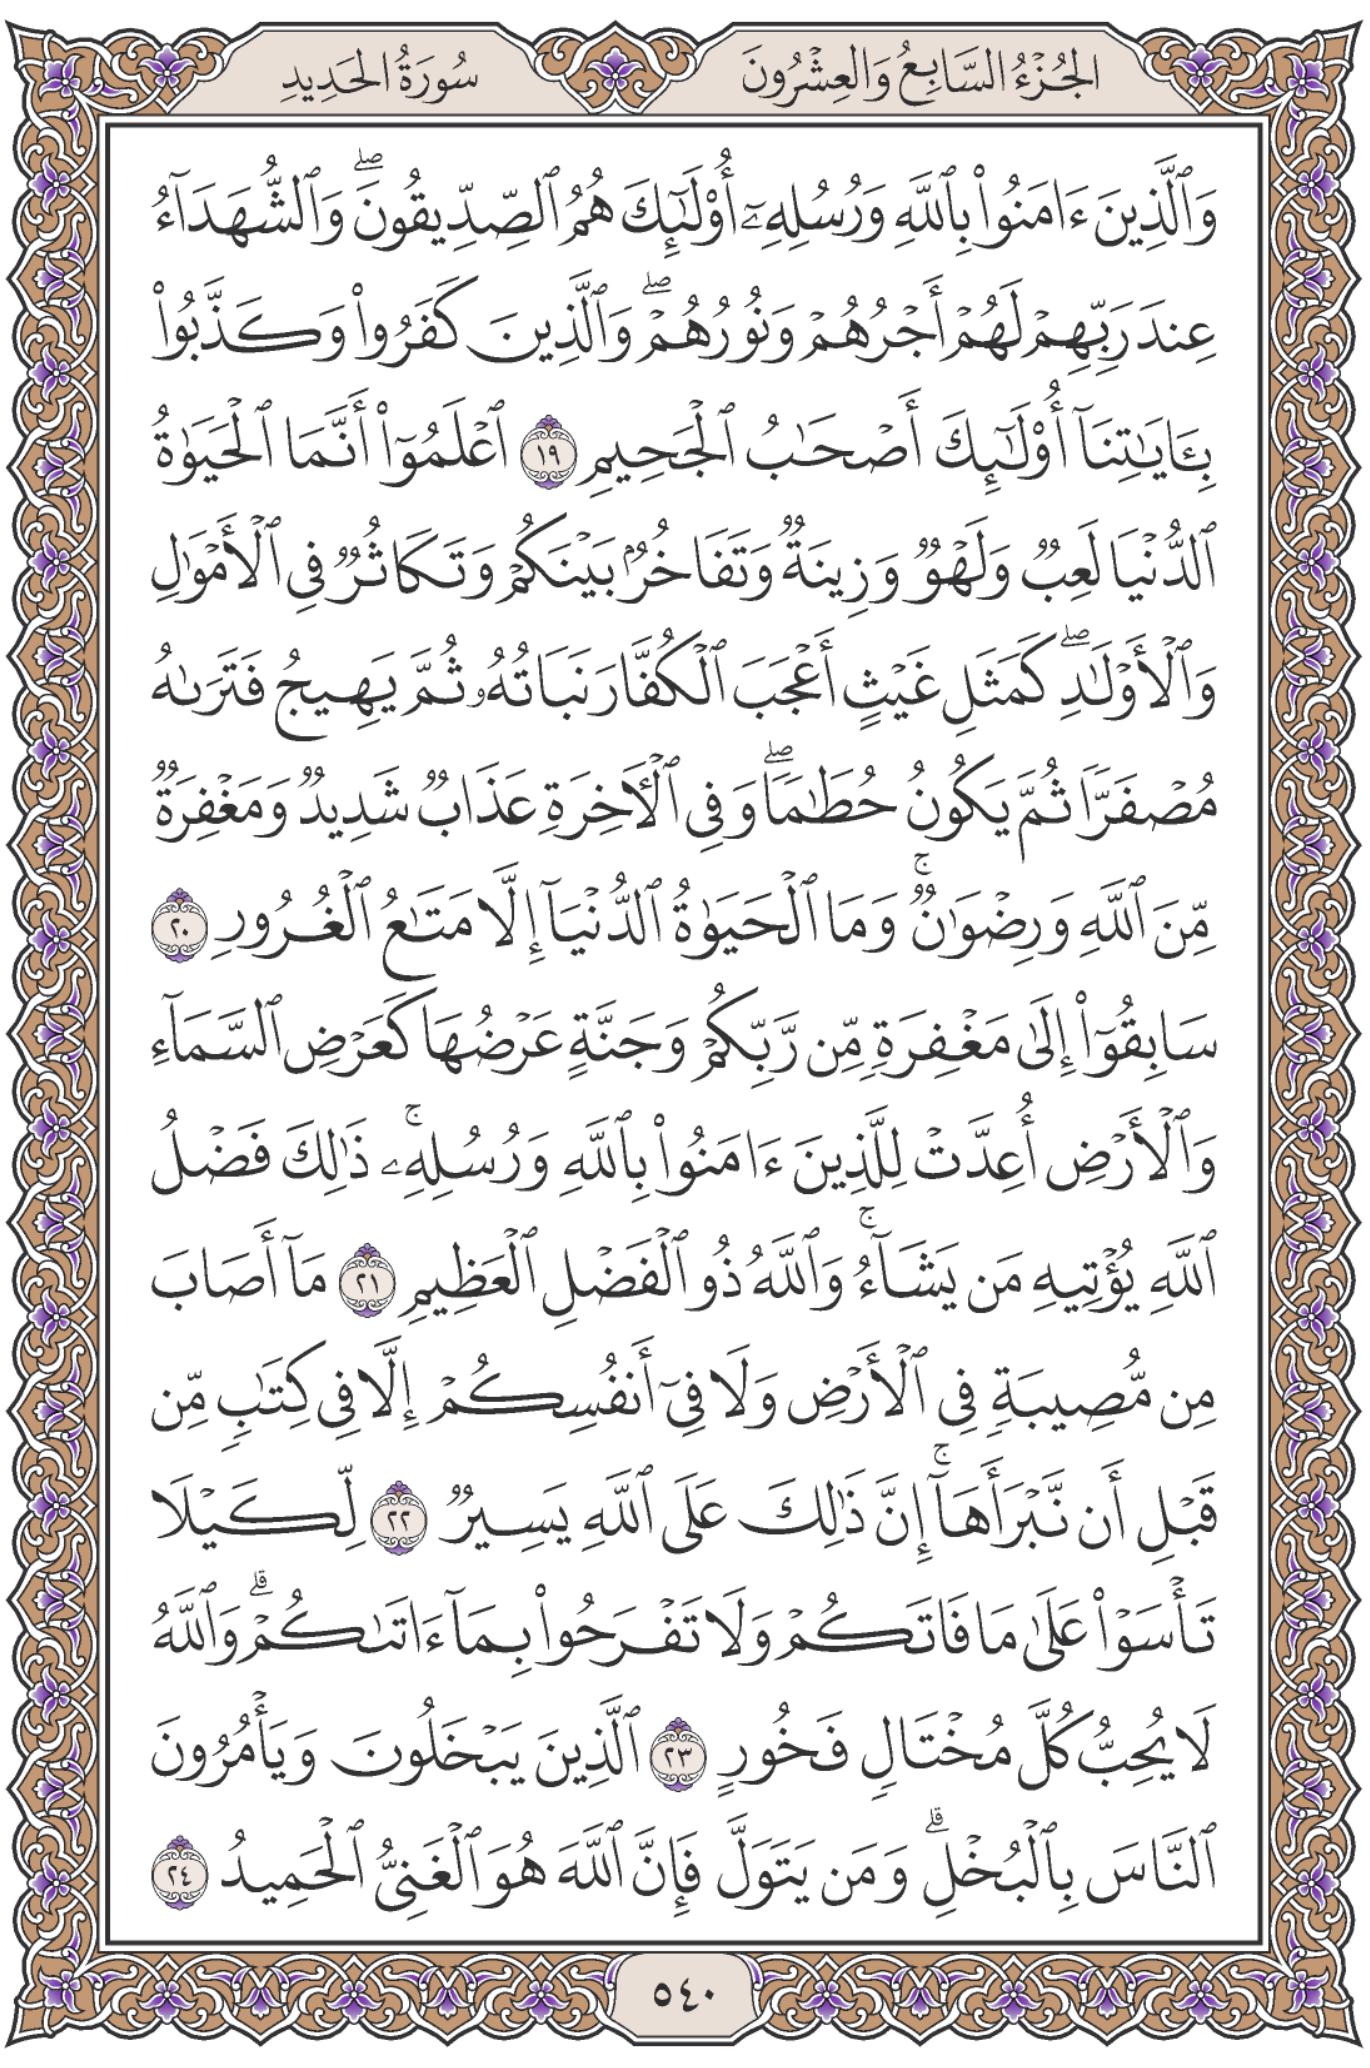 الجُزْءُ السَّابِعُ وَالعِشْرُونَ
سُورَةُ الحَدِيدِ
وَٱلَّذِينَ ءَامَنُوا۟ بِٱللَّهِ وَرُسُلِهِۦٓ أُو۟لَٰٓئِكَ هُمُ ٱلصِّدِّيقُونَۖ وَٱلشُّهَدَآءُ
عِندَ رَبِّهِمْ لَهُمْ أَجْرُهُمْ وَنُورُهُمْۖ وَٱلَّذِينَ كَفَرُوا۟ وَكَذَّبُوا۟
بِـَٔايَٰتِنَآ أُو۟لَٰٓئِكَ أَصْحَٰبُ ٱلْجَحِيمِ ١٩ ٱعْلَمُوٓا۟ أَنَّمَا ٱلْحَيَوٰةُ
ٱلدُّنْيَا لَعِبٌ وَلَهْوٌ وَزِينَةٌ وَتَفَاخُرٌۢ بَيْنَكُمْ وَتَكَاثُرٌ فِى ٱلْأَمْوَٰلِ
وَٱلْأَوْلَٰدِۖ كَمَثَلِ غَيْثٍ أَعْجَبَ ٱلْكُفَّارَ نَبَاتُهُۥ ثُمَّ يَهِيجُ فَتَرَىٰهُ
مُصْفَرًّا ثُمَّ يَكُونُ حُطَٰمًاۖ وَفِى ٱلْـَٔاخِرَةِ عَذَابٌ شَدِيدٌ وَمَغْفِرَةٌ
مِّنَ ٱللَّهِ وَرِضْوَٰنٌۚ وَمَا ٱلْحَيَوٰةُ ٱلدُّنْيَآ إِلَّا مَتَٰعُ ٱلْغُرُورِ ٢٠
سَابِقُوٓا۟ إِلَىٰ مَغْفِرَةٍ مِّن رَّبِّكُمْ وَجَنَّةٍ عَرْضُهَا كَعَرْضِ ٱلسَّمَآءِ
وَٱلْأَرْضِ أُعِدَّتْ لِلَّذِينَ ءَامَنُوا۟ بِٱللَّهِ وَرُسُلِهِۦۚ ذَٰلِكَ فَضْلُ
ٱللَّهِ يُؤْتِيهِ مَن يَشَآءُۚ وَٱللَّهُ ذُو ٱلْفَضْلِ ٱلْعَظِيمِ ٢١ مَآ أَصَابَ
مِن مُّصِيبَةٍ فِى ٱلْأَرْضِ وَلَا فِىٓ أَنفُسِكُمْ إِلَّا فِى كِتَٰبٍ مِّن
قَبْلِ أَن نَّبْرَأَهَآۚ إِنَّ ذَٰلِكَ عَلَى ٱللَّهِ يَسِيرٌ ٢٢ لِّكَيْلَا
تَأْسَوْا۟ عَلَىٰ مَا فَاتَكُمْ وَلَا تَفْرَحُوا۟ بِمَآ ءَاتَىٰكُمْۗ وَٱللَّهُ
لَا يُحِبُّ كُلَّ مُخْتَالٍ فَخُورٍ ٢٣ ٱلَّذِينَ يَبْخَلُونَ وَيَأْمُرُونَ
ٱلنَّاسَ بِٱلْبُخْلِۗ وَمَن يَتَوَلَّ فَإِنَّ ٱللَّهَ هُوَ ٱلْغَنِىُّ ٱلْحَمِيدُ ٢٤
٥٤٠